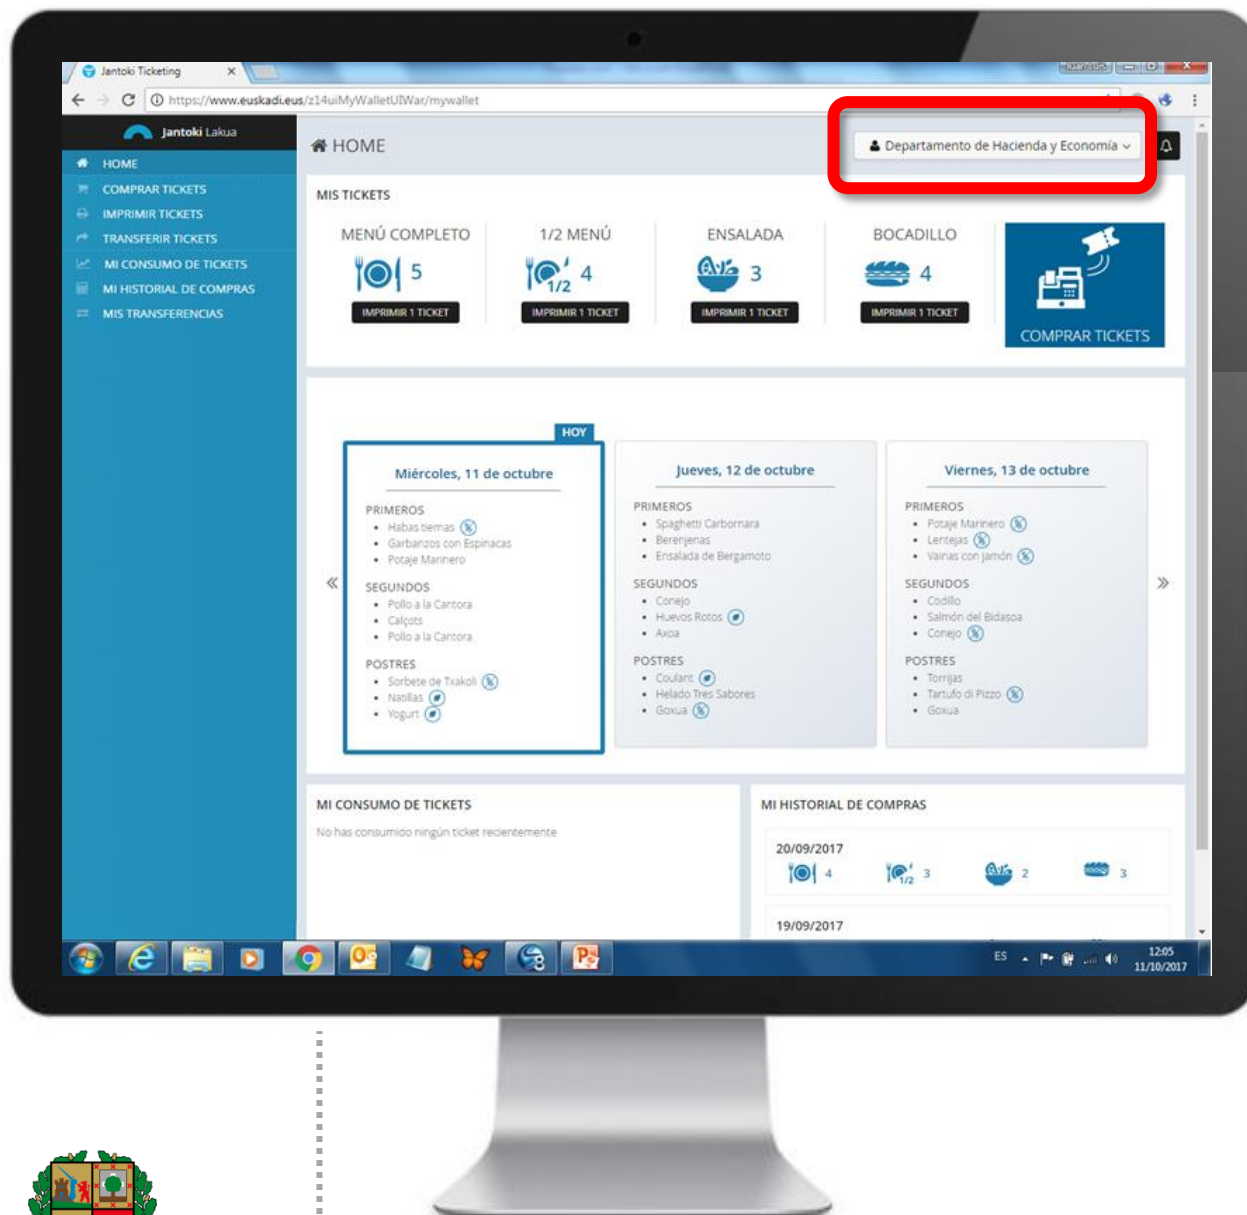 Jantoki Ticketing
https://www.euskadi.eus/z14uiMyWalletUIWar/mywallet
Jantoki Lakua
HOME
COMPRAR TICKETS
IMPRIMIR TICKETS
TRANSFERIR TICKETS
MI CONSUMO DE TICKETS
MI HISTORIAL DE COMPRAS
MIS TRANSFERENCIAS
HOME
Departamento de Hacienda y Economía
MIS TICKETS
MENÚ COMPLETO
5
IMPRIMIR 1 TICKET
1/2 MENÚ
1/2 4
IMPRIMIR 1 TICKET
ENSALADA
3
IMPRIMIR 1 TICKET
BOCADILLO
4
IMPRIMIR 1 TICKET
COMPRAR TICKETS
HOY
Miércoles, 11 de octubre
PRIMEROS
Habas tiernas
Garbanzos con Espinacas
Potaje Marinero
SEGUNDOS
Pollo a la Cantora
Calçots
Pollo a la Cantora
POSTRES
Sorbete de Txakoli
Natillas
Yogurt
Jueves, 12 de octubre
PRIMEROS
Spaghetti Carbornara
Berenjenas
Ensalada de Bergamoto
SEGUNDOS
Conejo
Huevos Rotos
Axoa
POSTRES
Coulant
Helado Tres Sabores
Goxua
Viernes, 13 de octubre
PRIMEROS
Potaje Marinero
Lentejas
Vainas con jamón
SEGUNDOS
Codillo
Salmón del Bidasoa
Conejo
POSTRES
Torrijas
Tartufo di Pizzo
Goxua
MI CONSUMO DE TICKETS
No has consumido ningún ticket recientemente
MI HISTORIAL DE COMPRAS
20/09/2017
4 1/2 3 2 3
19/09/2017
ES
12:05
11/10/2017